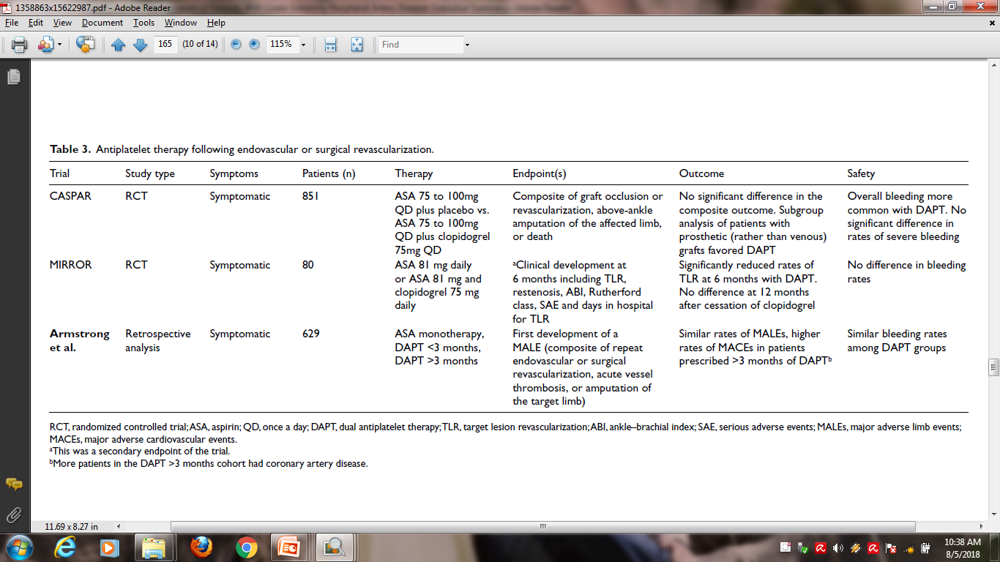 1358863x15622987.pdf - Adobe Reader
File Edit View Document Tools Window Help
165 (10 of 14) 115% Find
Table 3. Antiplatelet therapy following endovascular or surgical revascularization.
Trial Study type Symptoms Patients (n) Therapy Endpoint(s) Outcome Safety
CASPAR RCT Symptomatic 851 ASA 75 to 100mg Composite of graft occlusion or No significant difference in the Overall bleeding more
QD plus placebo vs. revascularization, above-ankle composite outcome. Subgroup common with DAPT. No
ASA 75 to 100mg amputation of the affected limb, analysis of patients with significant difference in
QD plus clopidogrel or death prosthetic (rather than venous) rates of severe bleeding
75mg QD grafts favored DAPT
MIRROR RCT Symptomatic 80 ASA 81 mg daily ᵃClinical development at Significantly reduced rates of No difference in bleeding
or ASA 81 mg and 6 months including TLR, TLR at 6 months with DAPT. rates
clopidogrel 75 mg restenosis, ABI, Rutherford No difference at 12 months
daily class, SAE and days in hospital after cessation of clopidogrel
for TLR
Armstrong Retrospective Symptomatic 629 ASA monotherapy, First development of a Similar rates of MALEs, higher Similar bleeding rates
et al. analysis DAPT <3 months, MALE (composite of repeat rates of MACEs in patients among DAPT groups
DAPT >3 months endovascular or surgical prescribed >3 months of DAPTᵇ
revascularization, acute vessel
thrombosis, or amputation of
the target limb)
RCT, randomized controlled trial; ASA, aspirin; QD, once a day; DAPT, dual antiplatelet therapy; TLR, target lesion revascularization; ABI, ankle–brachial index; SAE, serious adverse events; MALEs, major adverse limb events;
MACEs, major adverse cardiovascular events.
ᵃThis was a secondary endpoint of the trial.
ᵇMore patients in the DAPT >3 months cohort had coronary artery disease.
11.69 x 8.27 in
10:38 AM
8/5/2018